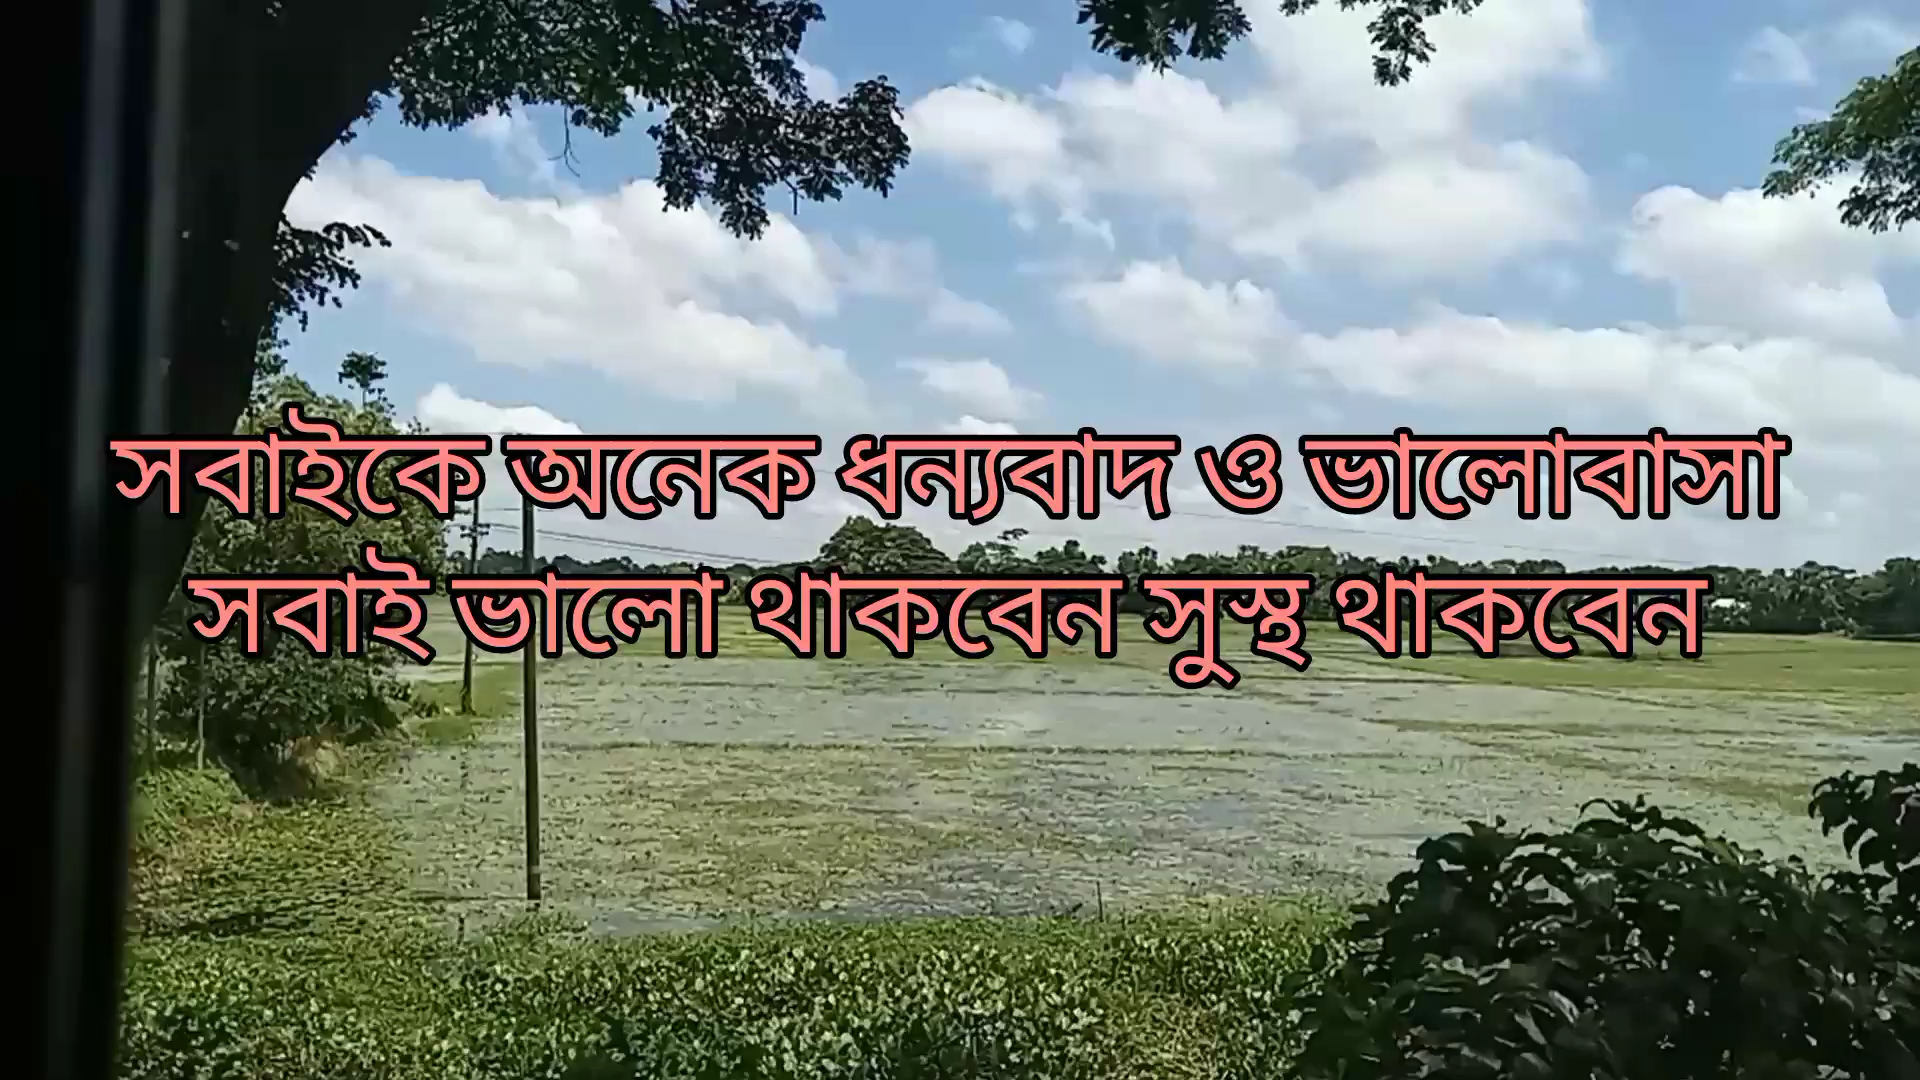 সবাইকে অনেক ধন্যবাদ ও ভালোবাসা
সবাই ভালো থাকবেন সুস্থ থাকবেন